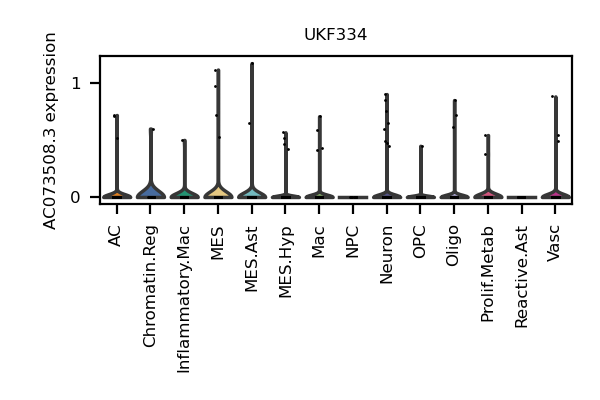 UKF334
AC073508.3 expression
1
0
AC
Chromatin.Reg
Inflammatory.Mac
MES
MES.Ast
MES.Hyp
Mac
NPC
Neuron
OPC
Oligo
Prolif.Metab
Reactive.Ast
Vasc